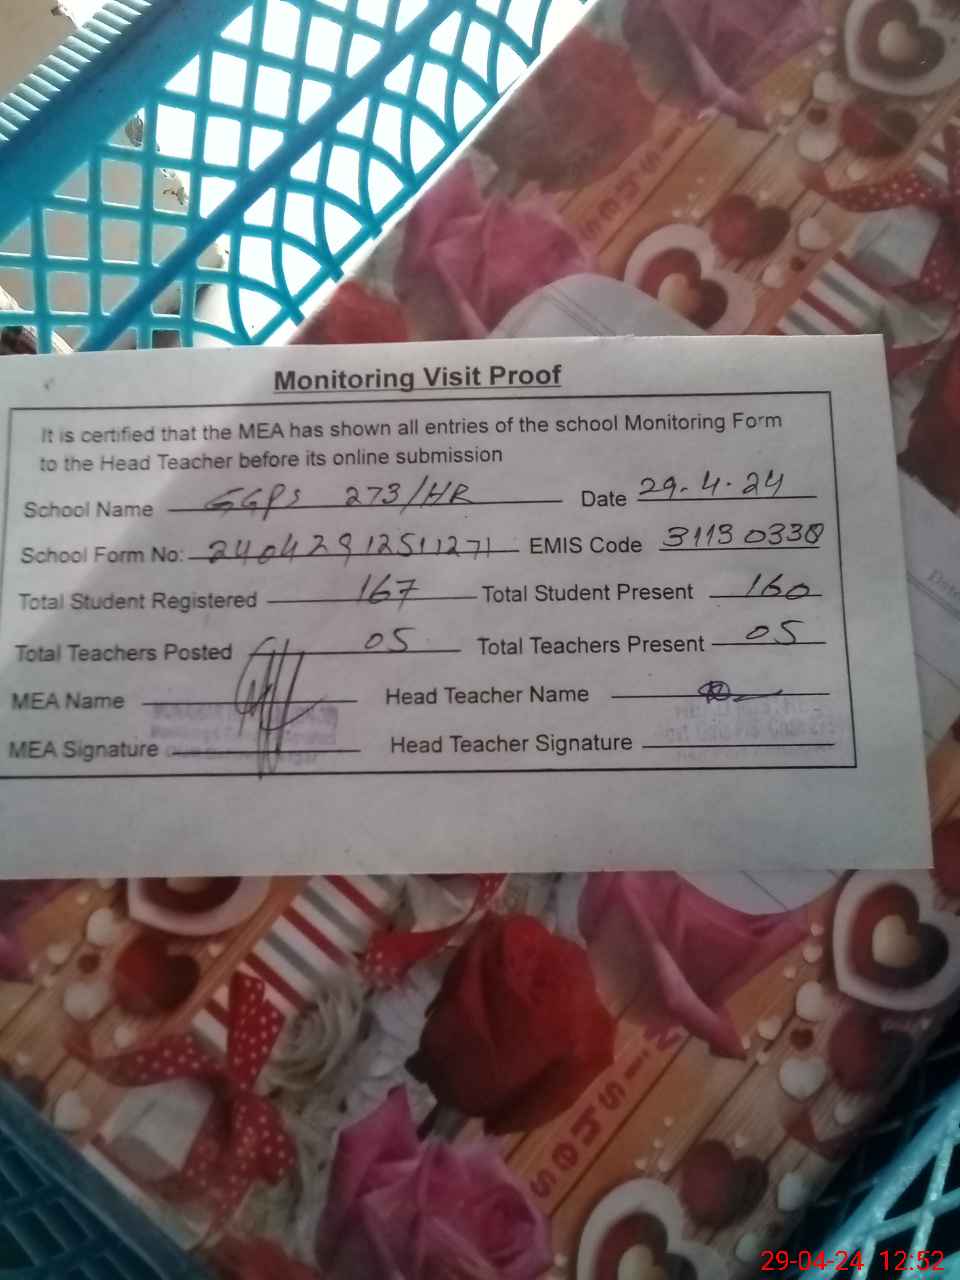 Monitoring Visit Proof
It is certified that the MEA has shown all entries of the school Monitoring Form
to the Head Teacher before its online submission
School Name GGPS 273/HR Date 29-4-24
School Form No: 24042912511271 EMIS Code 31130338
Total Student Registered 167 Total Student Present 160
Total Teachers Posted 05 Total Teachers Present 05
MEA Name Head Teacher Name
MEA Signature Head Teacher Signature
29-04-24 12:52